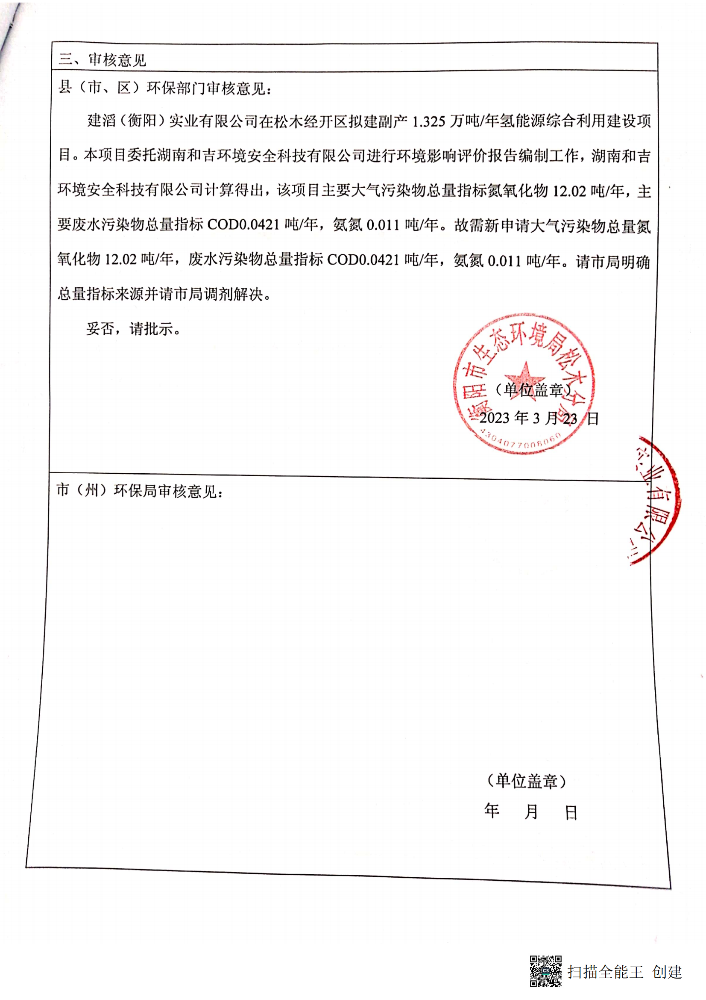 三、审核意见
县（市、区）环保部门审核意见：
建滔（衡阳）实业有限公司在松木经开区拟建副产 1.325 万吨/年氢能源综合利用建设项
目。本项目委托湖南和吉环境安全科技有限公司进行环境影响评价报告编制工作，湖南和吉
环境安全科技有限公司计算得出，该项目主要大气污染物总量指标氮氧化物 12.02 吨/年，主
要废水污染物总量指标 COD0.0421 吨/年，氨氮 0.011 吨/年。故需新申请大气污染物总量氮
氧化物 12.02 吨/年，废水污染物总量指标 COD0.0421 吨/年，氨氮 0.011 吨/年。请市局明确
总量指标来源并请市局调剂解决。
妥否，请批示。
衡阳市生态环境局松木分局
（单位盖章）
2023 年 3 月 23 日
4304077008060
实业有限公司
市（州）环保局审核意见：
（单位盖章）
年 月 日
CS
扫描全能王 创建